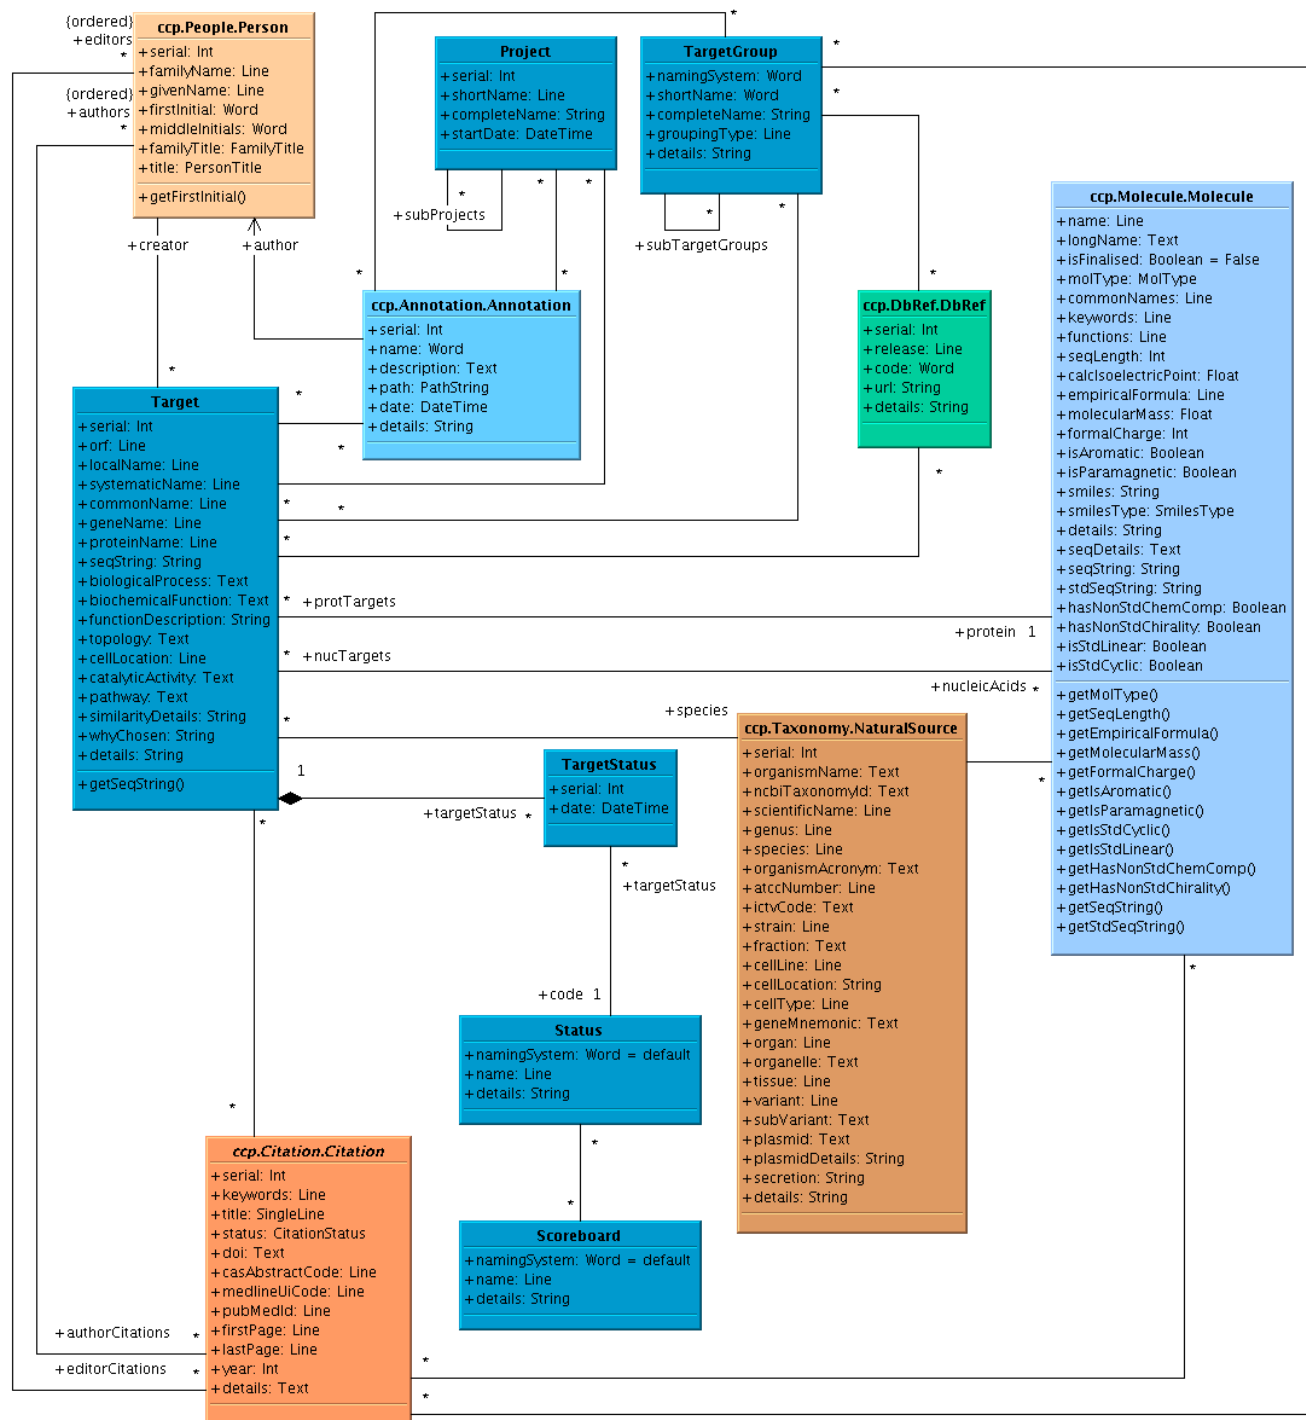 {ordered}
+editors
*
{ordered}
+authors
*
ccp.People.Person
+serial: Int
+familyName: Line
+givenName: Line
+firstInitial: Word
+middleInitials: Word
+familyTitle: FamilyTitle
+title: PersonTitle
+getFirstInitial()
+creator
+author
*
Project
+serial: Int
+shortName: Line
+completeName: String
+startDate: DateTime
*
*
*
+subProjects
*
TargetGroup
+namingSystem: Word
+shortName: Word
+completeName: String
+groupingType: Line
+details: String
*
*
*
*
*
*
+subTargetGroups
*
*
ccp.Annotation.Annotation
+serial: Int
+name: Word
+description: Text
+path: PathString
+date: DateTime
+details: String
*
ccp.DbRef.DbRef
+serial: Int
+release: Line
+code: Word
+url: String
+details: String
*
ccp.Molecule.Molecule
+name: Line
+longName: Text
+isFinalised: Boolean = False
+molType: MolType
+commonNames: Line
+keywords: Line
+functions: Line
+seqLength: Int
+calcIsoelectricPoint: Float
+empiricalFormula: Line
+molecularMass: Float
+formalCharge: Int
+isAromatic: Boolean
+isParamagnetic: Boolean
+smiles: String
+smilesType: SmilesType
+details: String
+seqDetails: Text
+seqString: String
+stdSeqString: String
+hasNonStdChemComp: Boolean
+hasNonStdChirality: Boolean
+isStdLinear: Boolean
+isStdCyclic: Boolean
+getMolType()
+getSeqLength()
+getEmpiricalFormula()
+getMolecularMass()
+getFormalCharge()
+getIsAromatic()
+getIsParamagnetic()
+getIsStdCyclic()
+getIsStdLinear()
+getHasNonStdChemComp()
+getHasNonStdChirality()
+getSeqString()
+getStdSeqString()
*
Target
+serial: Int
+orf: Line
+localName: Line
+systematicName: Line
+commonName: Line
+geneName: Line
+proteinName: Line
+seqString: String
+biologicalProcess: Text
+biochemicalFunction: Text
+functionDescription: String
+topology: Text
+cellLocation: Line
+catalyticActivity: Text
+pathway: Text
+similarityDetails: String
+whyChosen: String
+details: String
+getSeqString()
*
*
*
*
*
* +protTargets
+protein 1
* +nucTargets
+nucleicAcids *
+species
*
1
+targetStatus *
*
TargetStatus
+serial: Int
+date: DateTime
*
+targetStatus
+code 1
ccp.Taxonomy.NaturalSource
+serial: Int
+organismName: Text
+ncbiTaxonomyId: Text
+scientificName: Line
+genus: Line
+species: Line
+organismAcronym: Text
+atccNumber: Line
+ictvCode: Text
+strain: Line
+fraction: Text
+cellLine: Line
+cellLocation: String
+cellType: Line
+geneMnemonic: Text
+organ: Line
+organelle: Text
+tissue: Line
+variant: Line
+subVariant: Text
+plasmid: Text
+plasmidDetails: String
+secretion: String
+details: String
*
Status
+namingSystem: Word = default
+name: Line
+details: String
*
*
Scoreboard
+namingSystem: Word = default
+name: Line
+details: String
*
ccp.Citation.Citation
+serial: Int
+keywords: Line
+title: SingleLine
+status: CitationStatus
+doi: Text
+casAbstractCode: Line
+medlineUiCode: Line
+pubMedId: Line
+firstPage: Line
+lastPage: Line
+year: Int
+details: Text
+authorCitations *
+editorCitations *
*
*